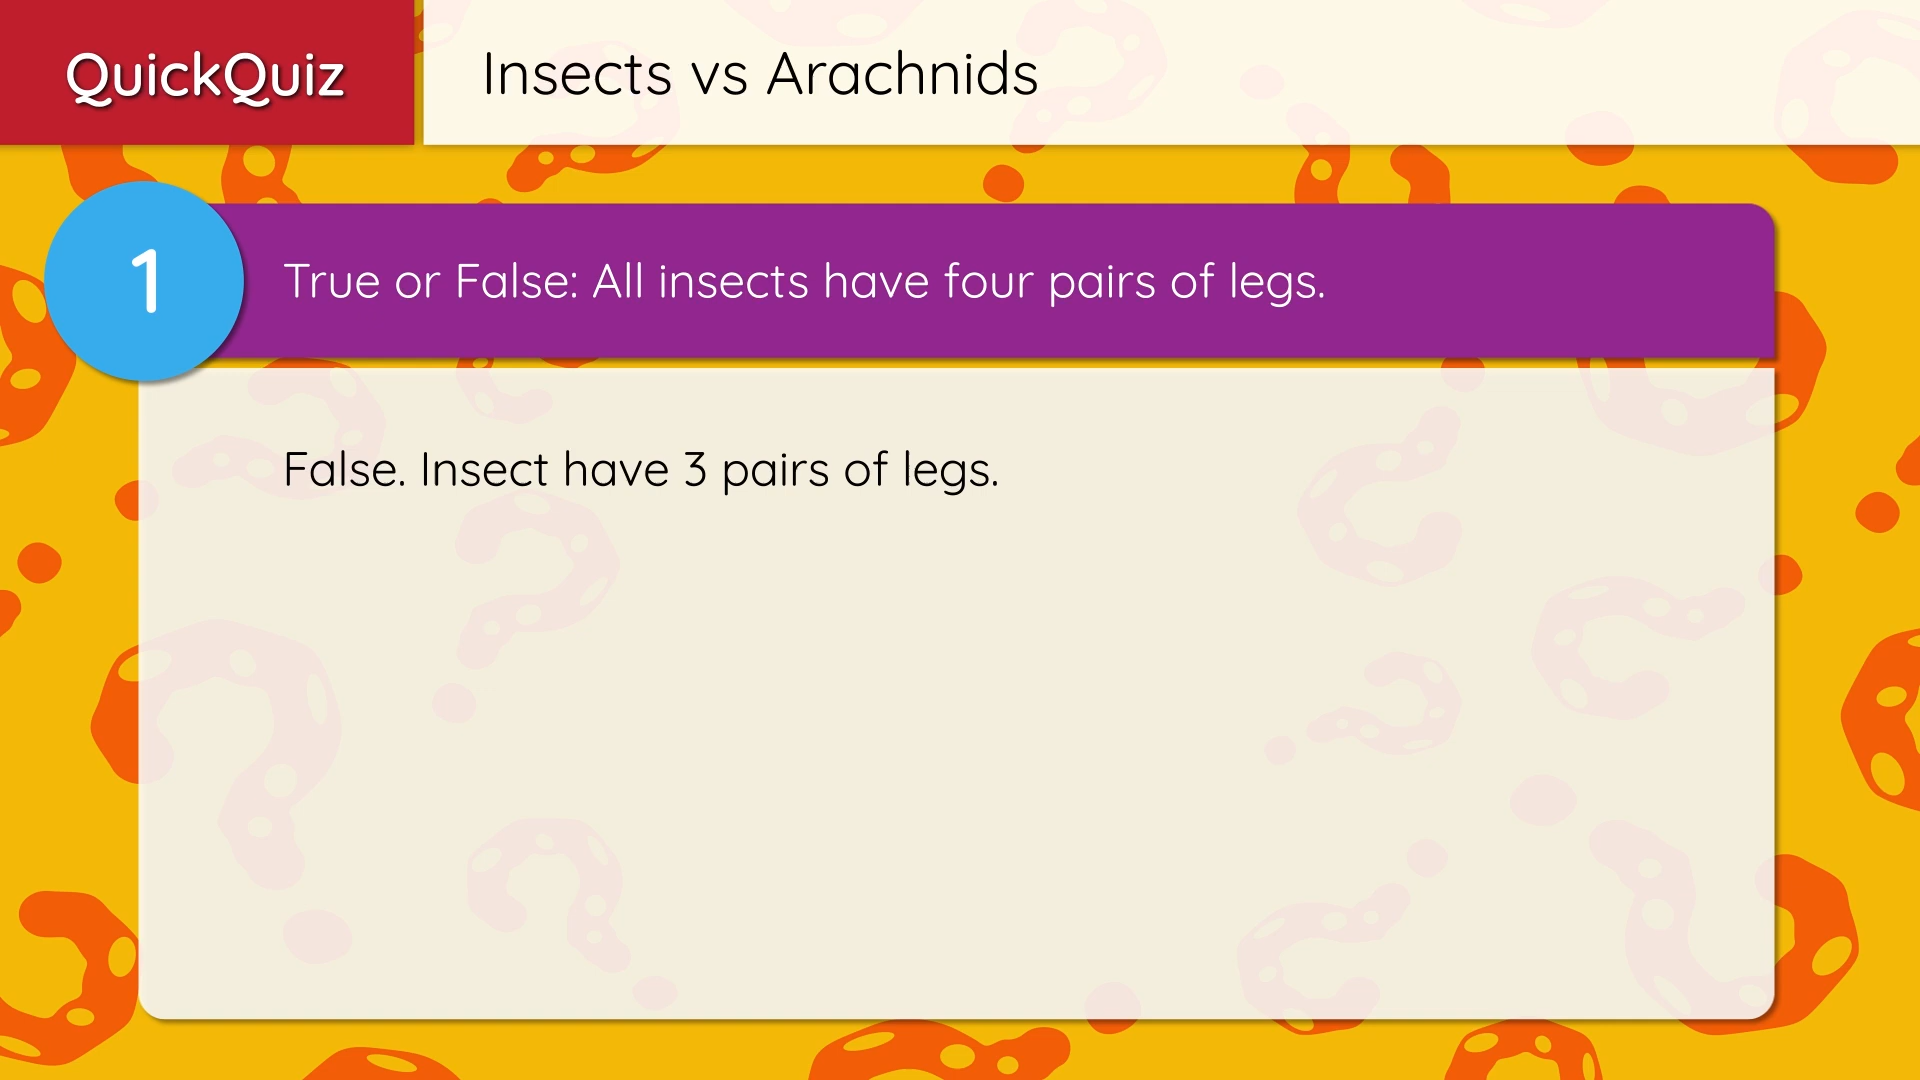 QuickQuiz
Insects vs Arachnids
1
True or False: All insects have four pairs of legs.
False. Insect have 3 pairs of legs.